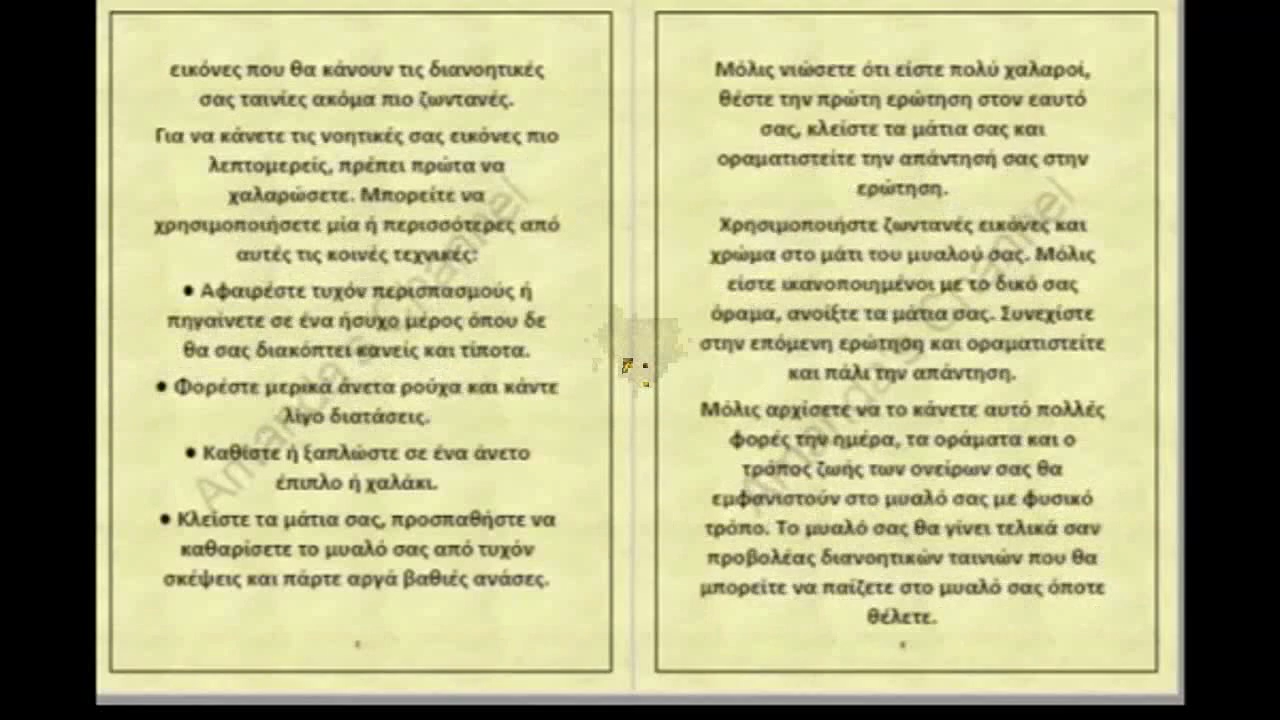 εικόνες που θα κάνουν τις διανοητικές
σας ταινίες ακόμα πιο ζωντανές.
Για να κάνετε τις νοητικές σας εικόνες πιο
λεπτομερείς, πρέπει πρώτα να
χαλαρώσετε. Μπορείτε να
χρησιμοποιήσετε μία ή περισσότερες από
αυτές τις κοινές τεχνικές:
● Αφαιρέστε τυχόν περισπασμούς ή
πηγαίνετε σε ένα ήσυχο μέρος όπου δε
θα σας διακόπτει κανείς και τίποτα.
● Φορέστε μερικα άνετα ρούχα και κάντε
λίγο διατάσεις.
● Καθίστε ή ξαπλώστε σε ένα άνετο
έπιπλο ή χαλάκι.
● Κλείστε τα μάτια σας, προσπαθήστε να
καθαρίσετε το μυαλό σας από τυχόν
σκέψεις και πάρτε αργά βαθιές ανάσες.
Μόλις νιώσετε ότι είστε πολύ χαλαροί,
θέστε την πρώτη ερώτηση στον εαυτό
σας, κλείστε τα μάτια σας και
οραματιστείτε την απάντησή σας στην
ερώτηση.
Χρησιμοποιήστε ζωντανές εικόνες και
χρώμα στο μάτι του μυαλού σας. Μόλις
είστε ικανοποιημένοι με το δικό σας
όραμα, ανοίξτε τα μάτια σας. Συνεχίστε
στην επόμενη ερώτηση και οραματιστείτε
και πάλι την απάντηση.
Μόλις αρχίσετε να το κάνετε αυτό πολλές
φορές την ημέρα, τα οράματα και ο
τρόπος ζωής των ονείρων σας θα
εμφανιστούν στο μυαλό σας με φυσικό
τρόπο. Το μυαλό σας θα γίνει τελικά σαν
προβολέας διανοητικών ταινιών που θα
μπορείτε να παίζετε στο μυαλό σας όποτε
θέλετε.
Amanda's Channel
Amanda's Channel